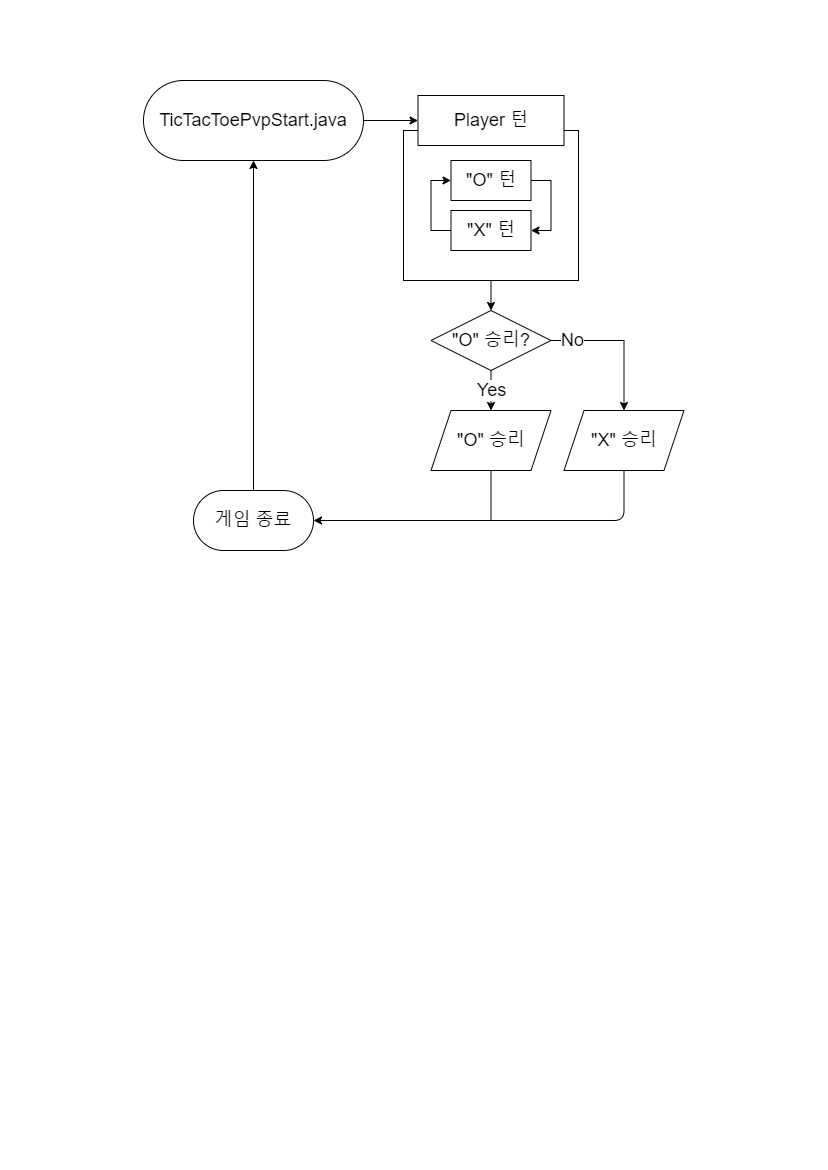 TicTacToePvpStart.java
Player 턴
"O" 턴
"X" 턴
"O" 승리?
No
Yes
"O" 승리
"X" 승리
게임 종료